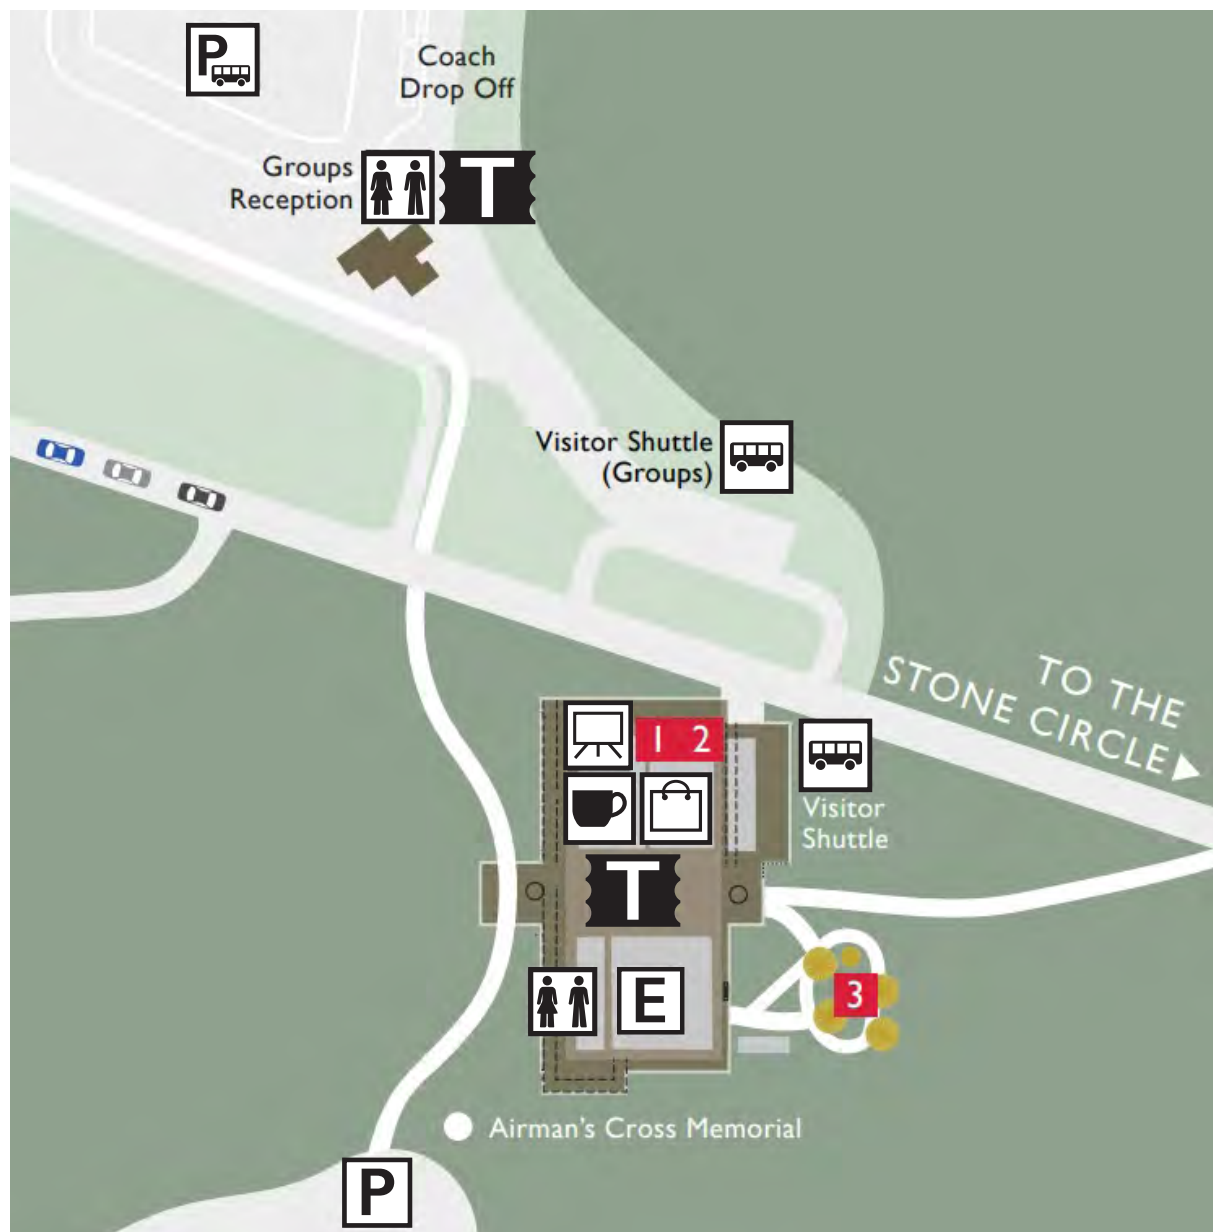 P
Coach
Drop Off
Groups
Reception
T
Visitor Shuttle
(Groups)
TO THE
STONE CIRCLE
1 2
Visitor
Shuttle
T
3
E
Airman's Cross Memorial
P